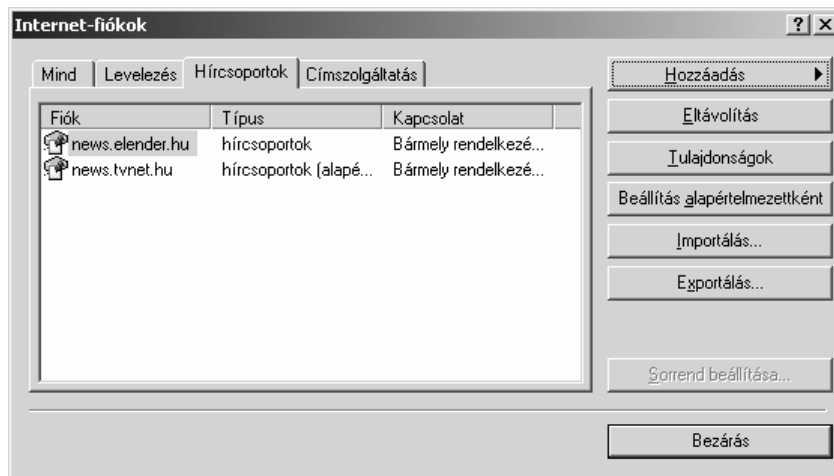 Internet-fiókok
Mind Levelezés Hírcsoportok Címszolgáltatás
Fiók Típus Kapcsolat
news.elender.hu hírcsoportok Bármely rendelkezé...
news.tvnet.hu hírcsoportok (alapé... Bármely rendelkezé...
Hozzáadás
Eltávolítás
Tulajdonságok
Beállítás alapértelmezettként
Importálás...
Exportálás...
Sorrend beállítása...
Bezárás